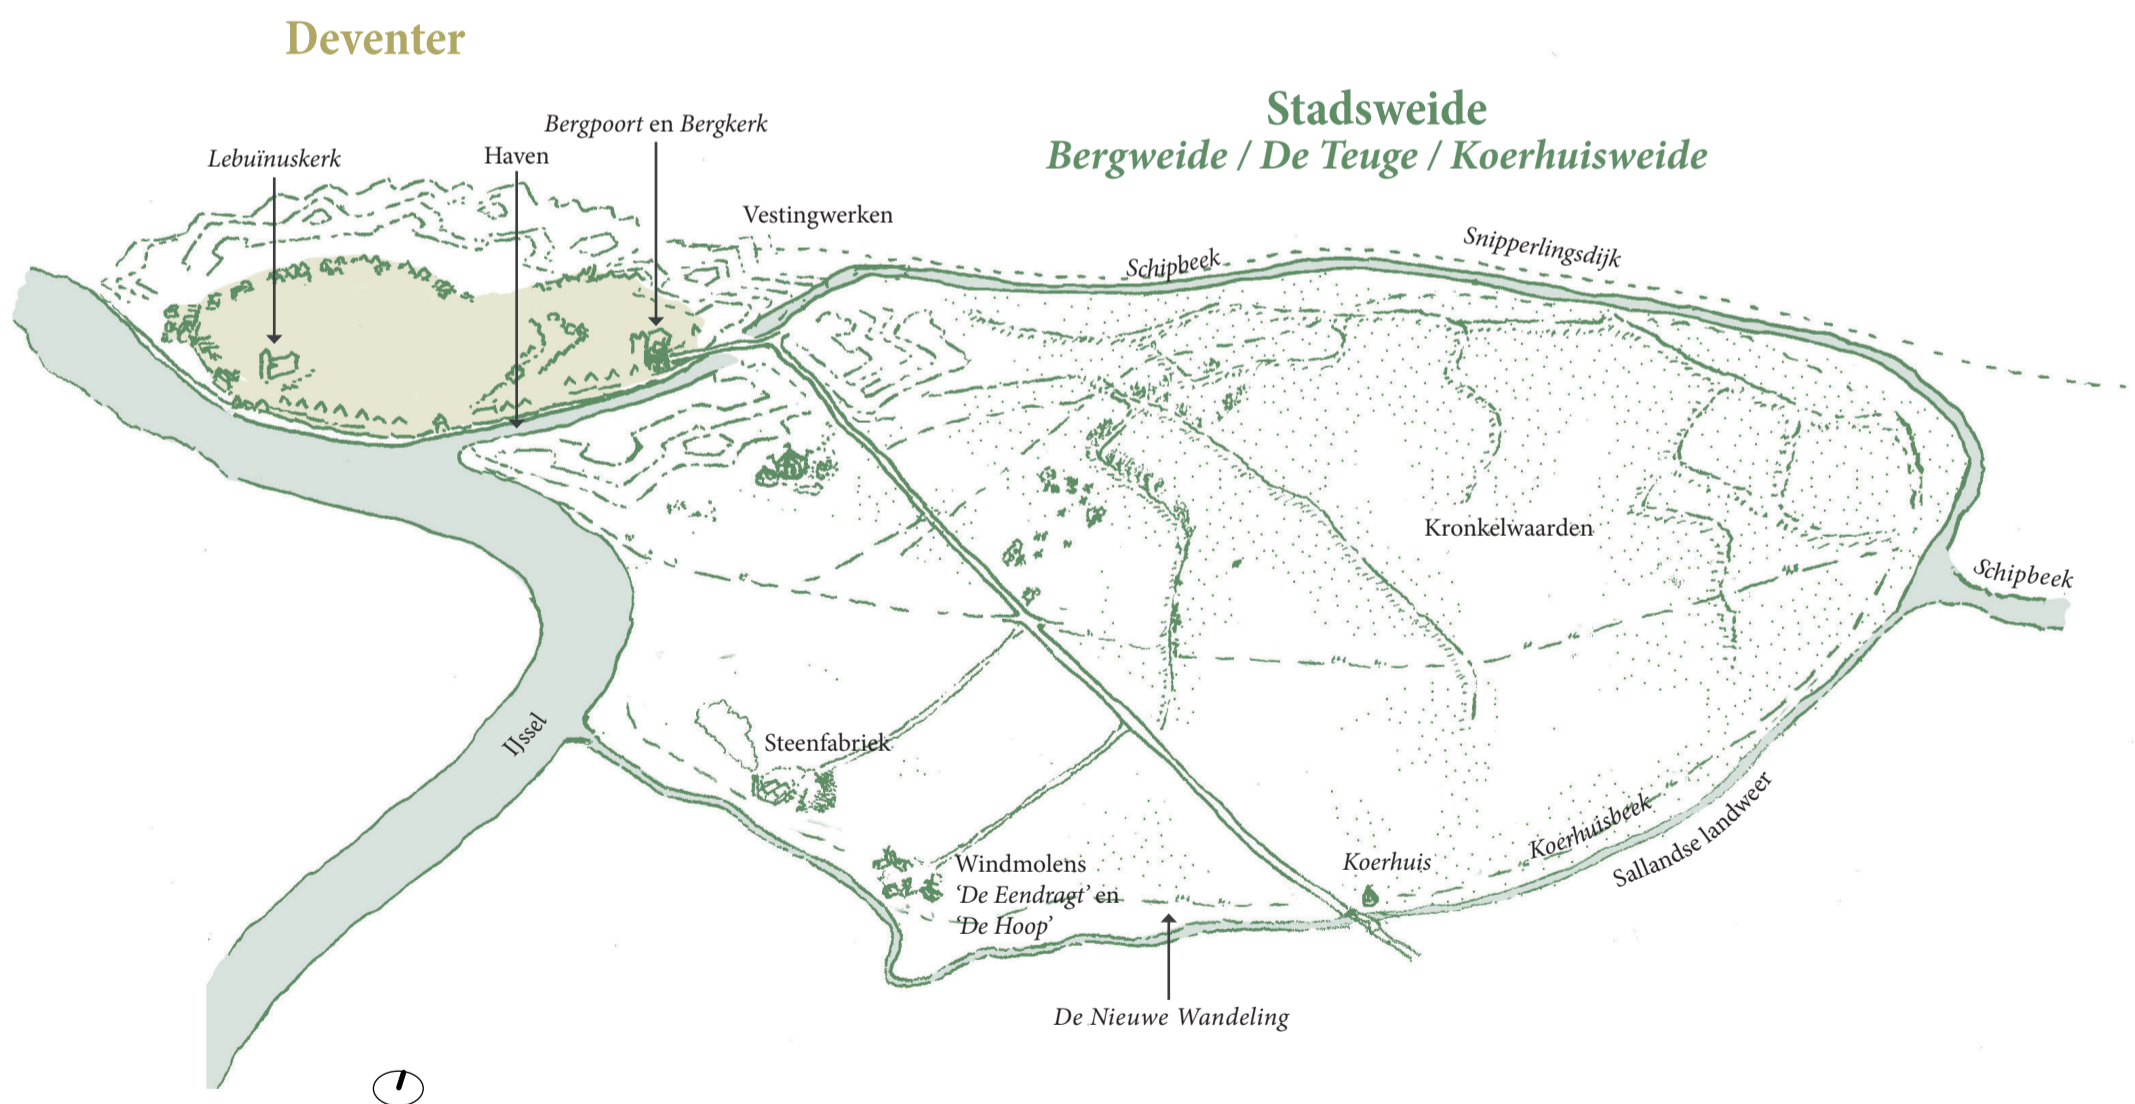 Deventer
Stadsweide
Bergweide / De Teuge / Koerhuisweide
Bergpoort en Bergkerk
Lebuïnuskerk
Haven
Vestingwerken
Schipbeek
Snipperlingsdijk
Kronkelwaarden
Schipbeek
IJssel
Steenfabriek
Koerhuisbeek
Sallandse landweer
Windmolens
‘De Eendragt’ en
‘De Hoop’
Koerhuis
De Nieuwe Wandeling